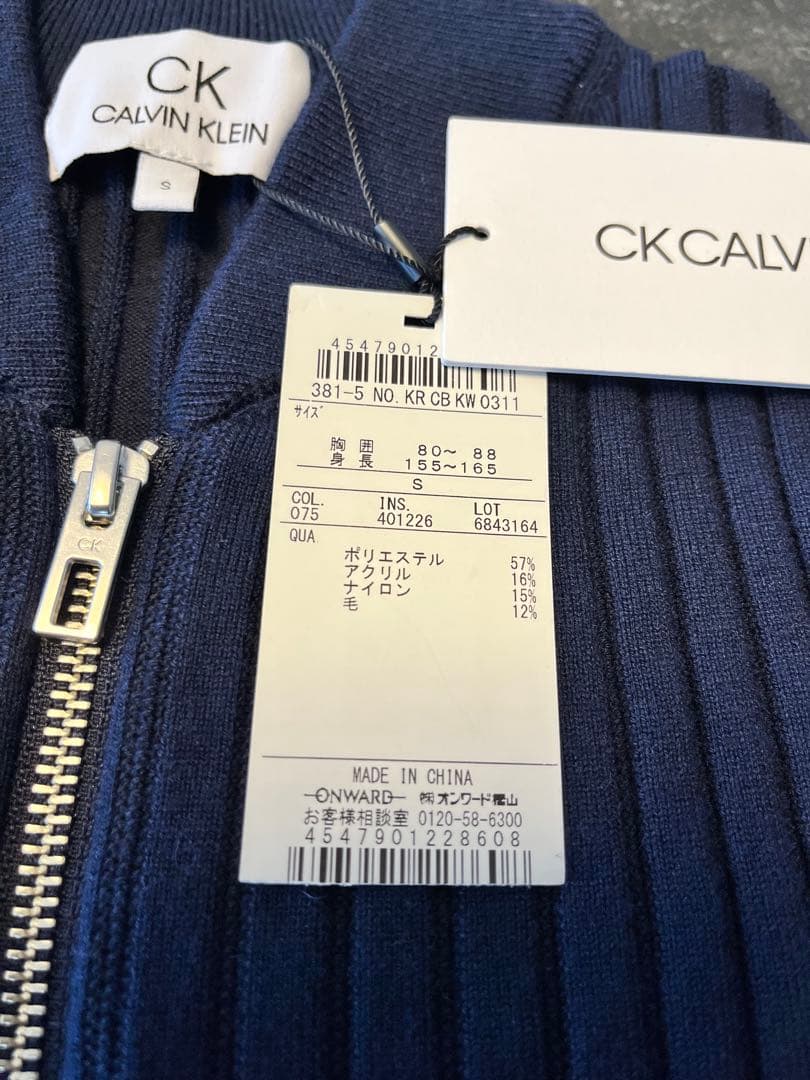 CK
CALVIN KLEIN
S
CK CALV
45479012
381-5 NO. KR CB KW 0311
サイズ
胸囲 80～ 88
身長 155～165
S
COL. INS. LOT
075 401226 6843164
QUA
ポリエステル 57%
アクリル 16%
ナイロン 15%
毛 12%
MADE IN CHINA
ONWARD ㈱オンワード樫山
お客様相談室 0120-58-6300
4547901228608
CK